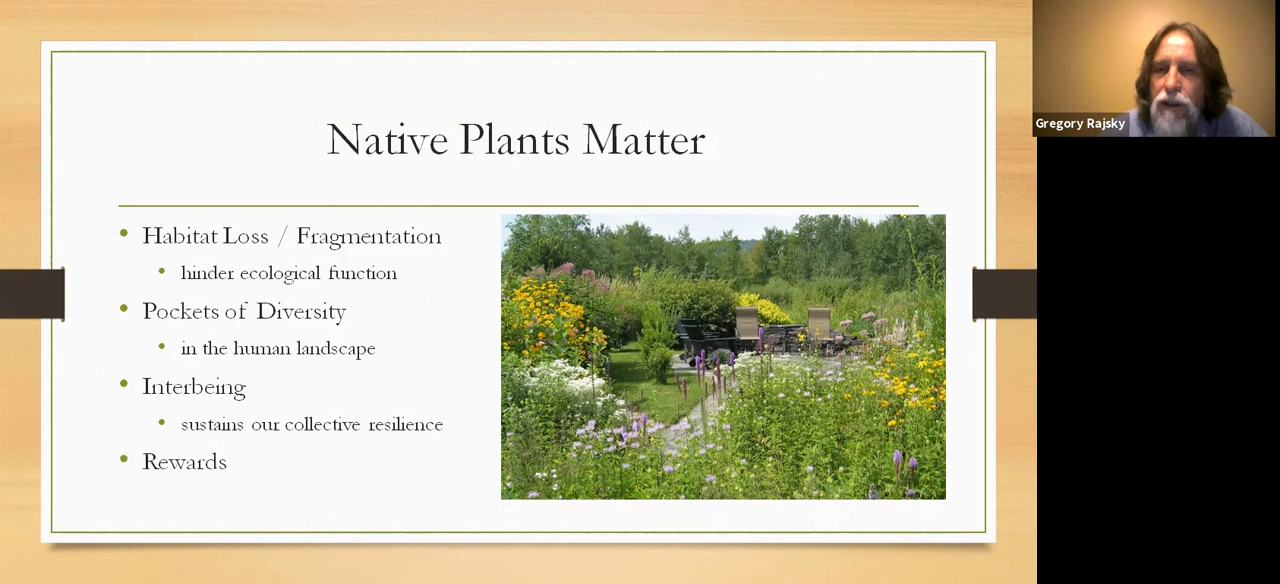 Native Plants Matter
Habitat Loss / Fragmentation
hinder ecological function
Pockets of Diversity
in the human landscape
Interbeing
sustains our collective resilience
Rewards
Gregory Rajsky